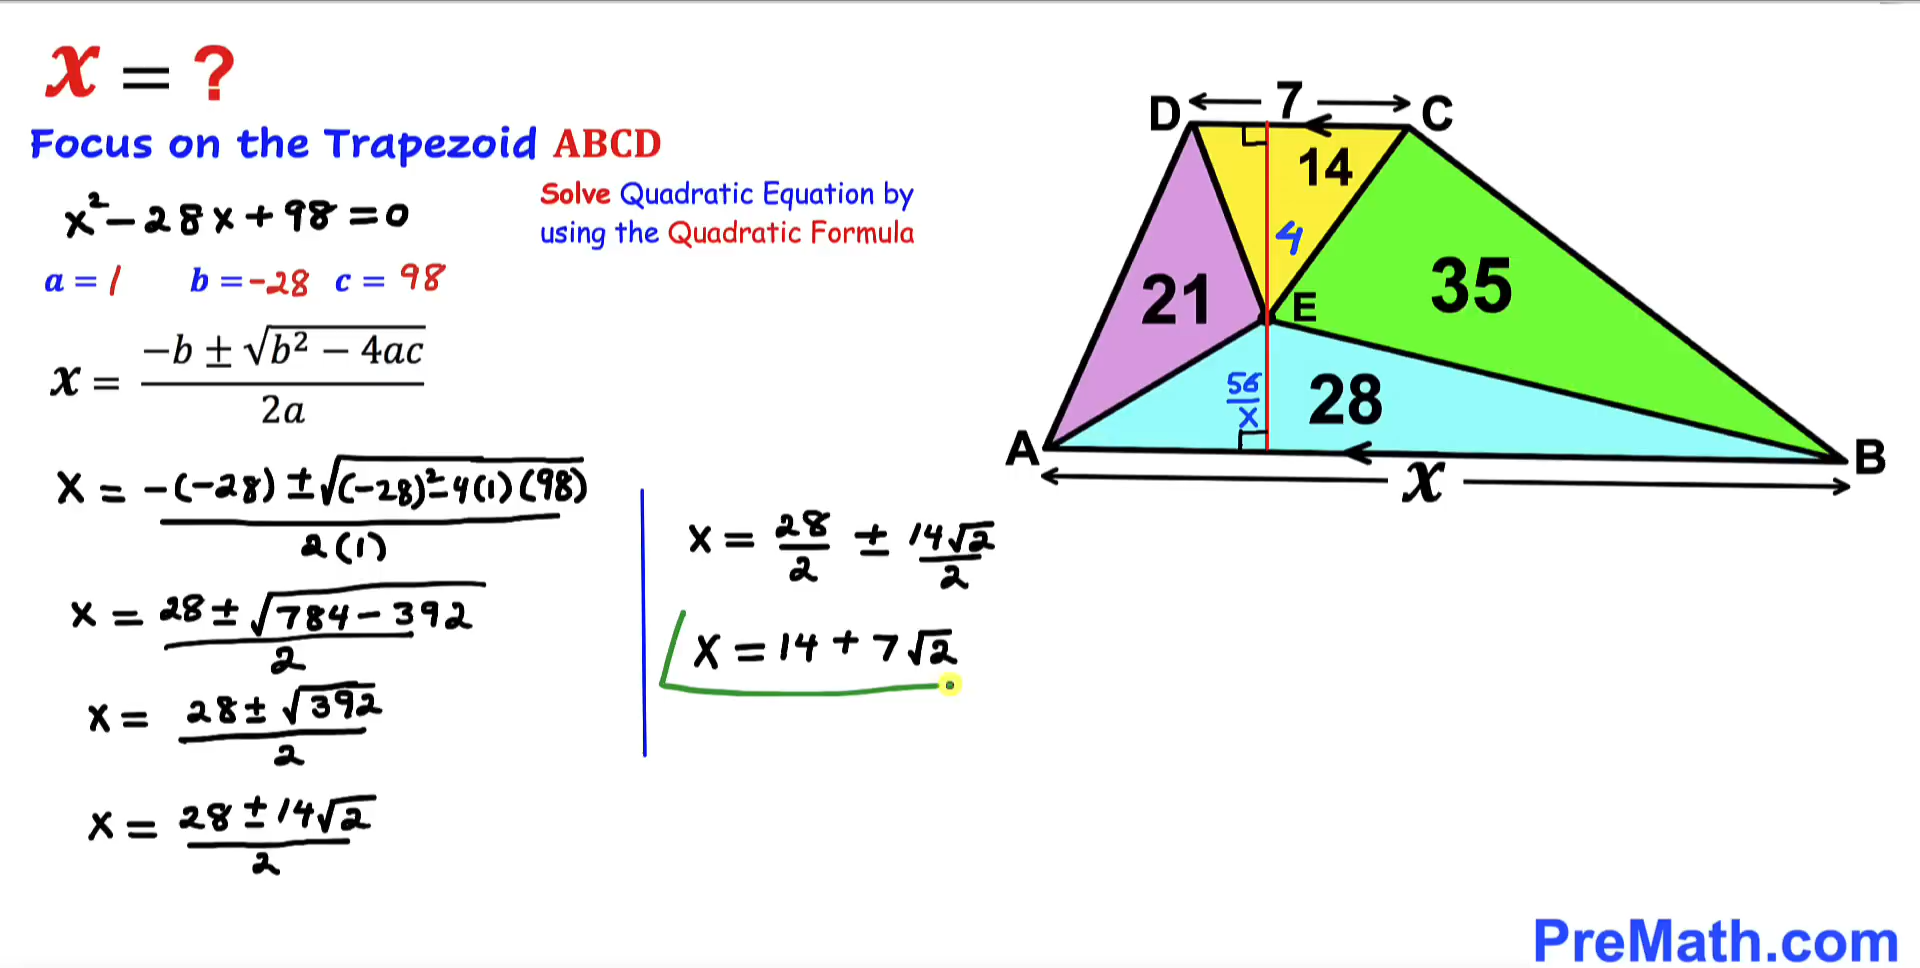 x = ?
Focus on the Trapezoid ABCD
x² - 28x + 98 = 0
Solve Quadratic Equation by
using the Quadratic Formula
a = 1 b = -28 c = 98
x = (-b ± √(b² − 4ac)) / 2a
x = (-(-28) ± √((-28)² - 4(1)(98))) / 2(1)
x = (28 ± √(784 - 392)) / 2
x = (28 ± √392) / 2
x = (28 ± 14√2) / 2
x = 28/2 ± 14√2/2
x = 14 + 7√2
D 7 C
14
4
21 E 35
56/x 28
A x B
PreMath.com